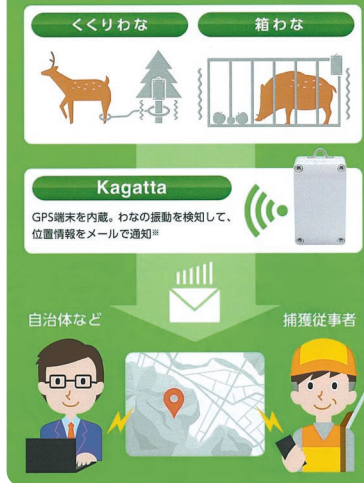 くくりわな
箱わな
Kagatta
GPS端末を内蔵。わなの振動を検知して、
位置情報をメールで通知※
自治体など
捕獲従事者